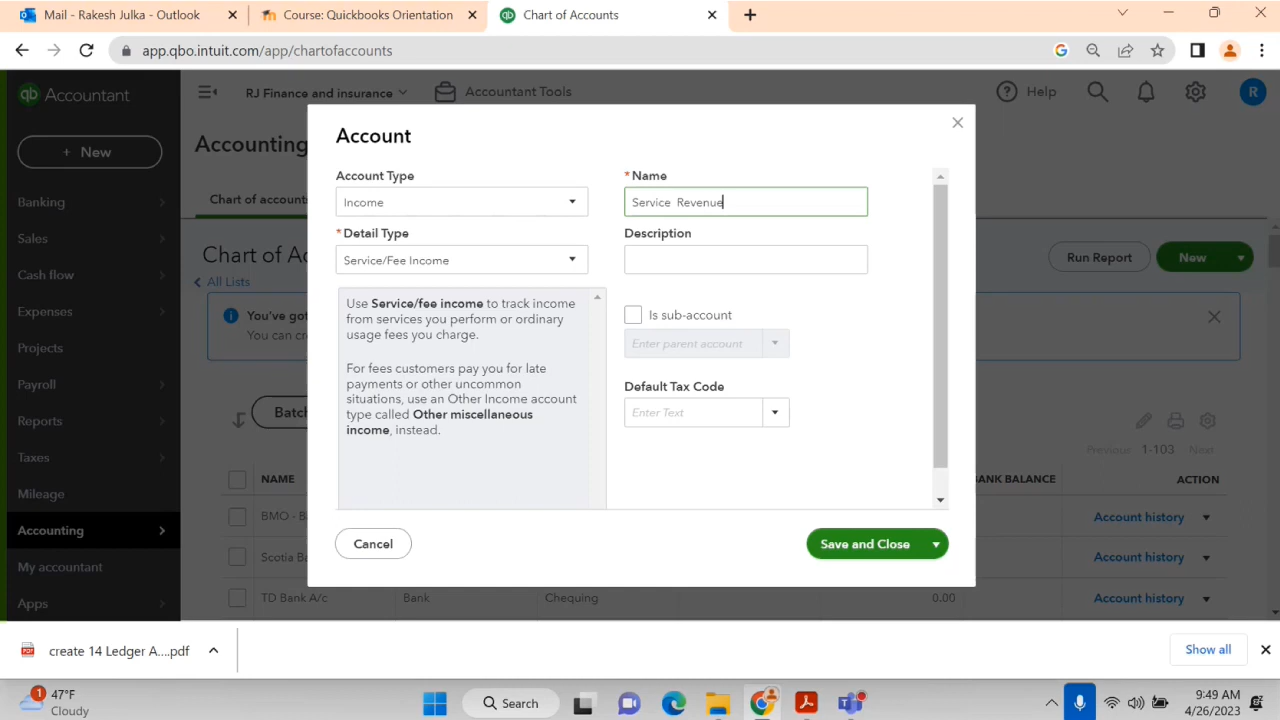 Mail - Rakesh Julka - Outlook
Course: Quickbooks Orientation
Chart of Accounts
app.qbo.intuit.com/app/chartofaccounts
qb Accountant
RJ Finance and insurance
Accountant Tools
Help
R
+ New
Banking
Sales
Cash flow
Expenses
Projects
Payroll
Reports
Taxes
Mileage
Accounting
My accountant
Apps
Accounting
Chart of accounts
Chart of Ac
All Lists
Run Report
New
You've got
You can cre
Batch
Previous 1-103 Next
NAME
ANK BALANCE
ACTION
BMO - B
Account history
Scotia Ba
Account history
TD Bank A/c
Bank
Chequing
0.00
Account history
Account
Account Type
Income
* Detail Type
Service/Fee Income
Use Service/fee income to track income
from services you perform or ordinary
usage fees you charge.
For fees customers pay you for late
payments or other uncommon
situations, use an Other Income account
type called Other miscellaneous
income, instead.
* Name
Service  Revenue
Description
Is sub-account
Enter parent account
Default Tax Code
Enter Text
Cancel
Save and Close
PDF
create 14 Ledger A....pdf
Show all
1
47°F
Cloudy
Search
9:49 AM
4/26/2023